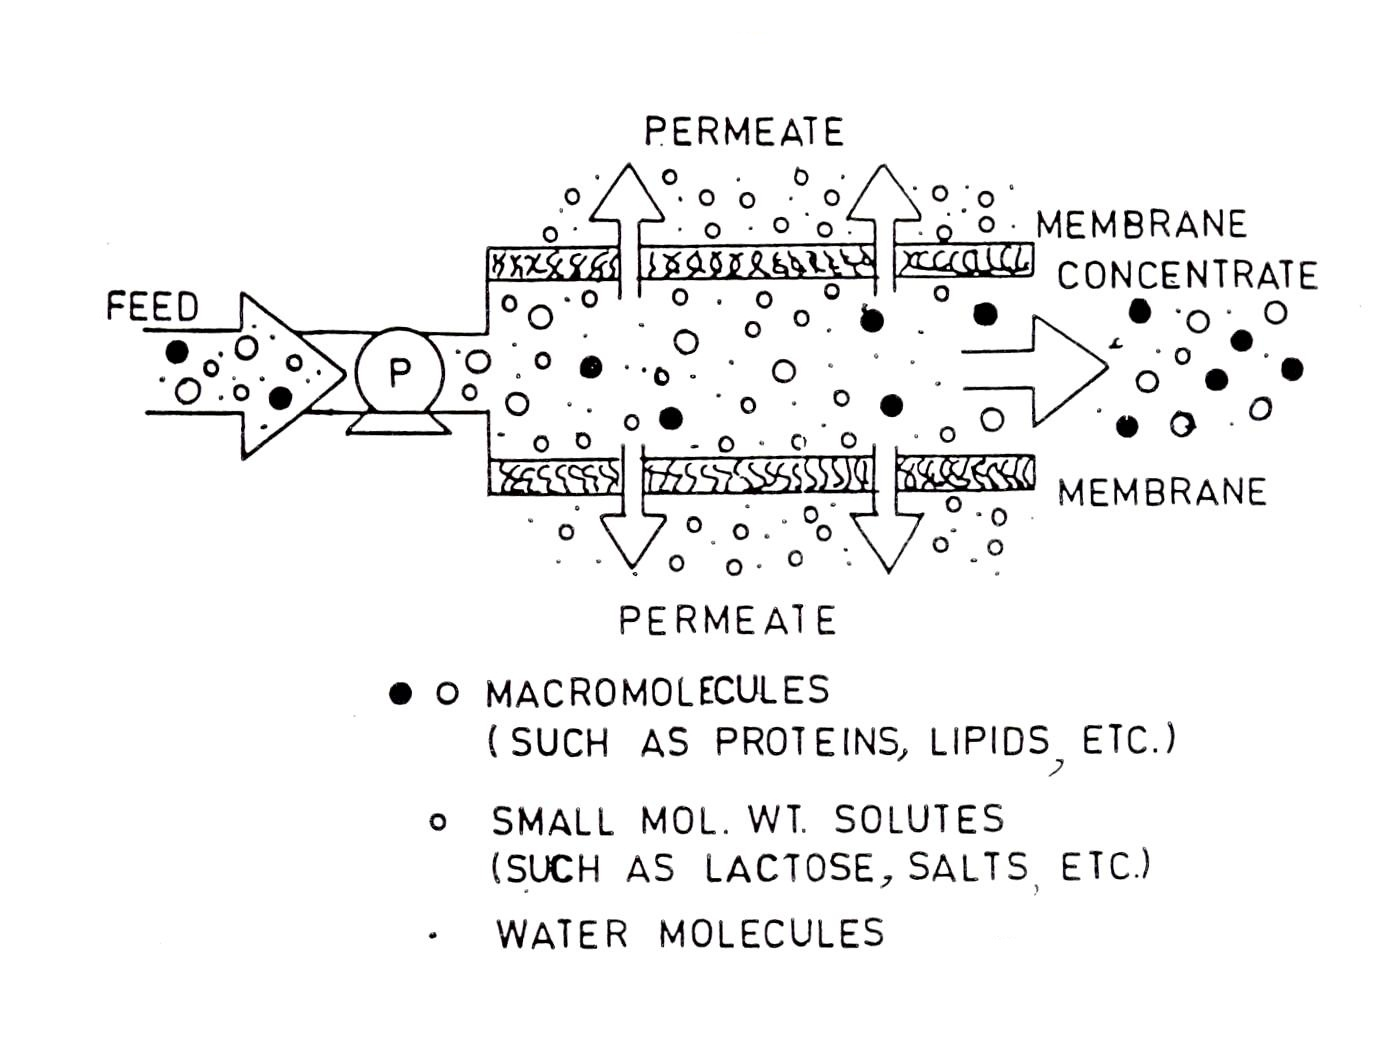 PERMEATE
MEMBRANE
CONCENTRATE
FEED
P
MEMBRANE
PERMEATE
MACROMOLECULES
(SUCH AS PROTEINS, LIPIDS, ETC.)
SMALL MOL. WT. SOLUTES
(SUCH AS LACTOSE, SALTS, ETC.)
WATER MOLECULES